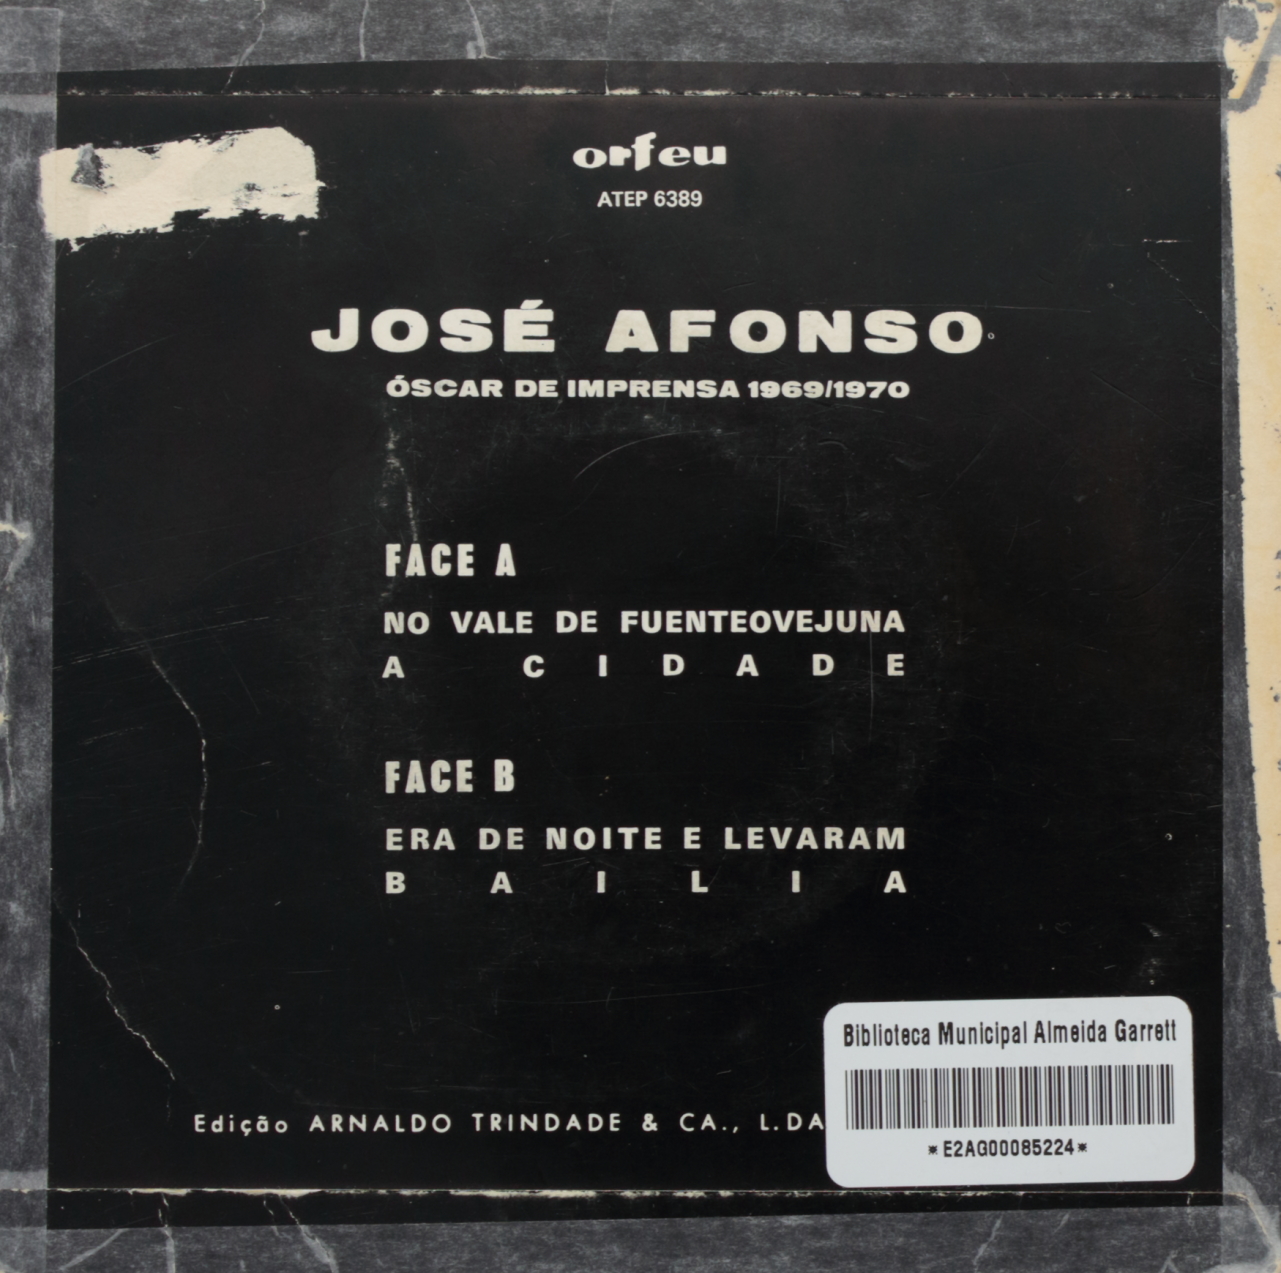 orfeu
ATEP 6389
JOSÉ AFONSO
ÓSCAR DE IMPRENSA 1969/1970
FACE A
NO VALE DE FUENTEOVEJUNA
A CIDADE
FACE B
ERA DE NOITE E LEVARAM
BAILIA
Edição ARNALDO TRINDADE & CA., L.DA
Biblioteca Municipal Almeida Garrett
*E2AG00085224*